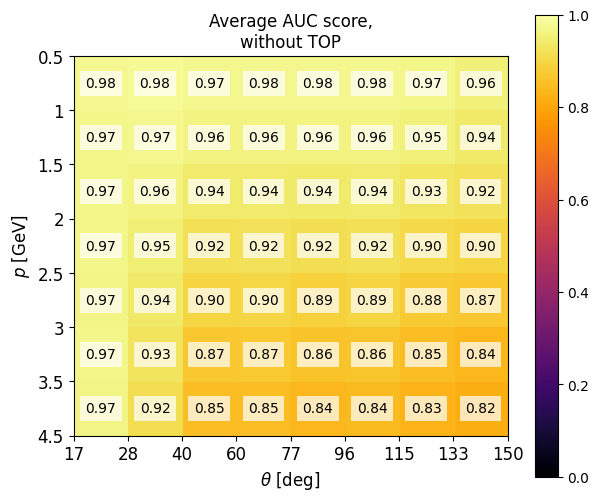 Average AUC score,
without TOP
0.5
1
1.5
2
2.5
3
3.5
4.5
p [GeV]
0.98 0.98 0.97 0.98 0.98 0.98 0.97 0.96
0.97 0.97 0.96 0.96 0.96 0.96 0.95 0.94
0.97 0.96 0.94 0.94 0.94 0.94 0.93 0.92
0.97 0.95 0.92 0.92 0.92 0.92 0.90 0.90
0.97 0.94 0.90 0.90 0.89 0.89 0.88 0.87
0.97 0.93 0.87 0.87 0.86 0.86 0.85 0.84
0.97 0.92 0.85 0.85 0.84 0.84 0.83 0.82
17 28 40 60 77 96 115 133 150
θ [deg]
1.0
0.8
0.6
0.4
0.2
0.0